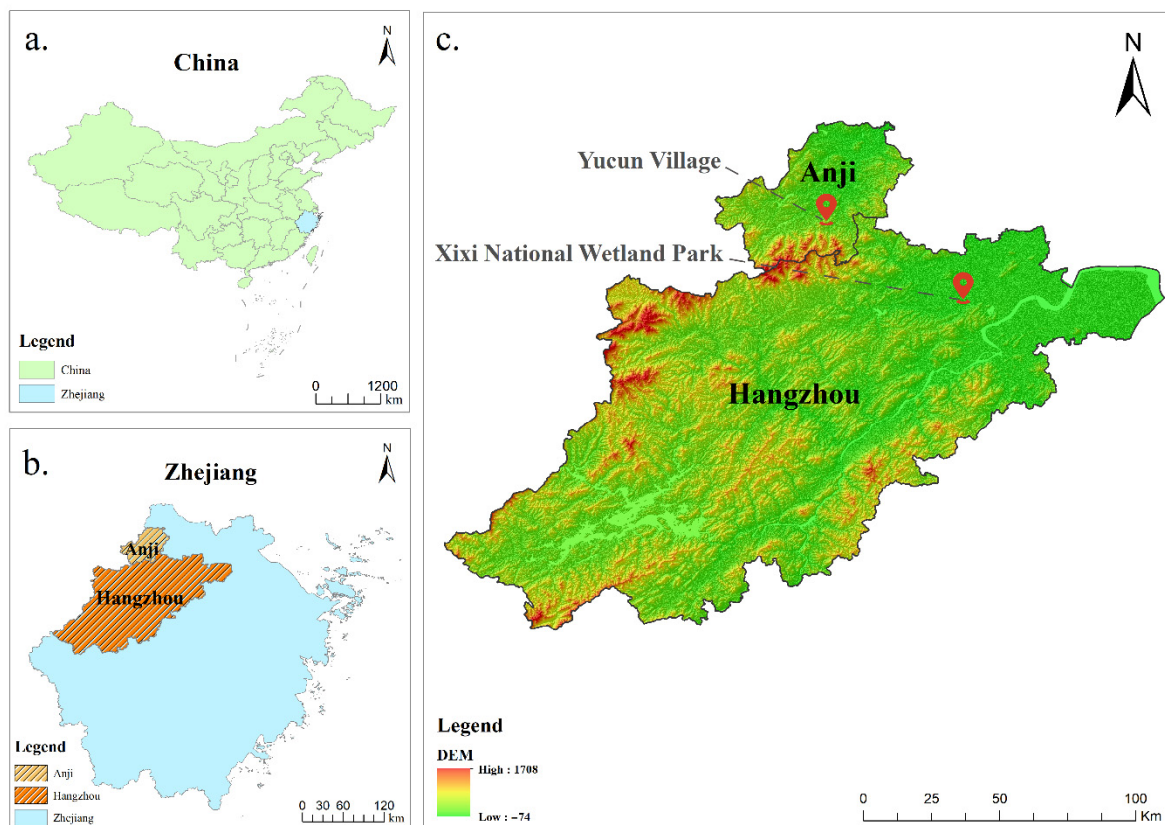 a.
China
N
Legend
China
Zhejiang
0 1200
km
b.
Zhejiang
N
Anji
Hangzhou
Legend
Anji
Hangzhou
Zhejiang
0 30 60 120
km
c.
N
Yucun Village
Anji
Xixi National Wetland Park
Hangzhou
Legend
DEM
High : 1708
Low : −74
0 25 50 100
Km